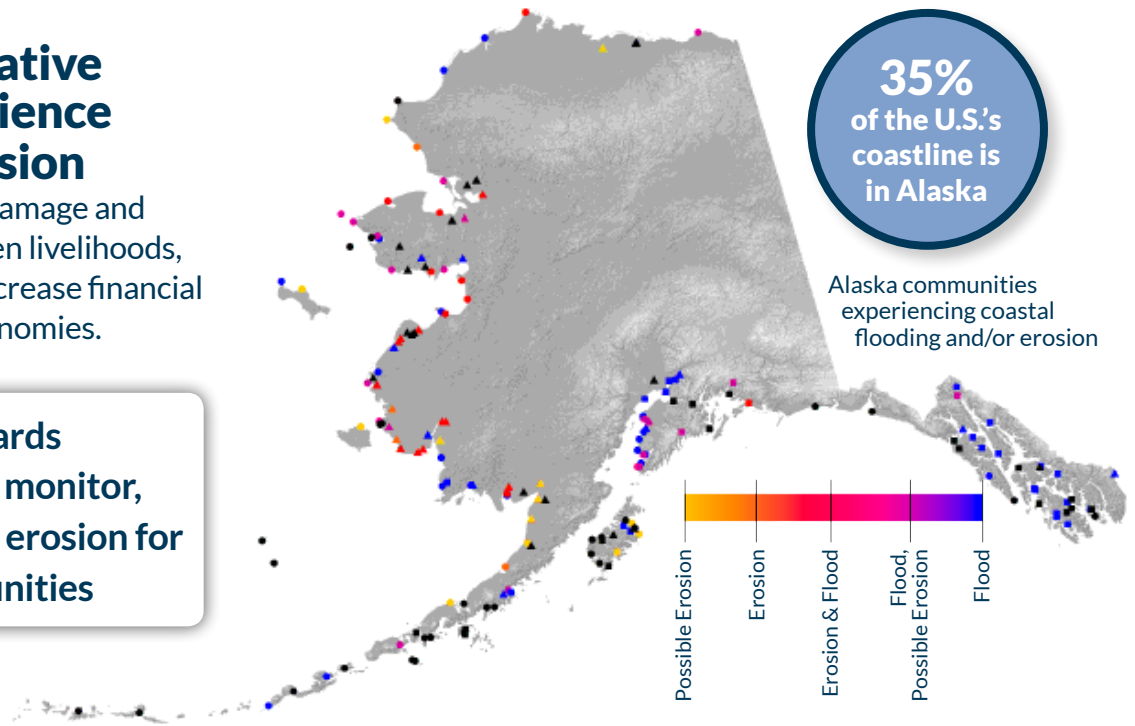 ative
ience
sion
amage and
en livelihoods,
crease financial
nomies.
ards
monitor,
erosion for
unities
35%
of the U.S.'s
coastline is
in Alaska
Alaska communities
experiencing coastal
flooding and/or erosion
Possible Erosion
Erosion
Erosion & Flood
Flood,
Possible Erosion
Flood